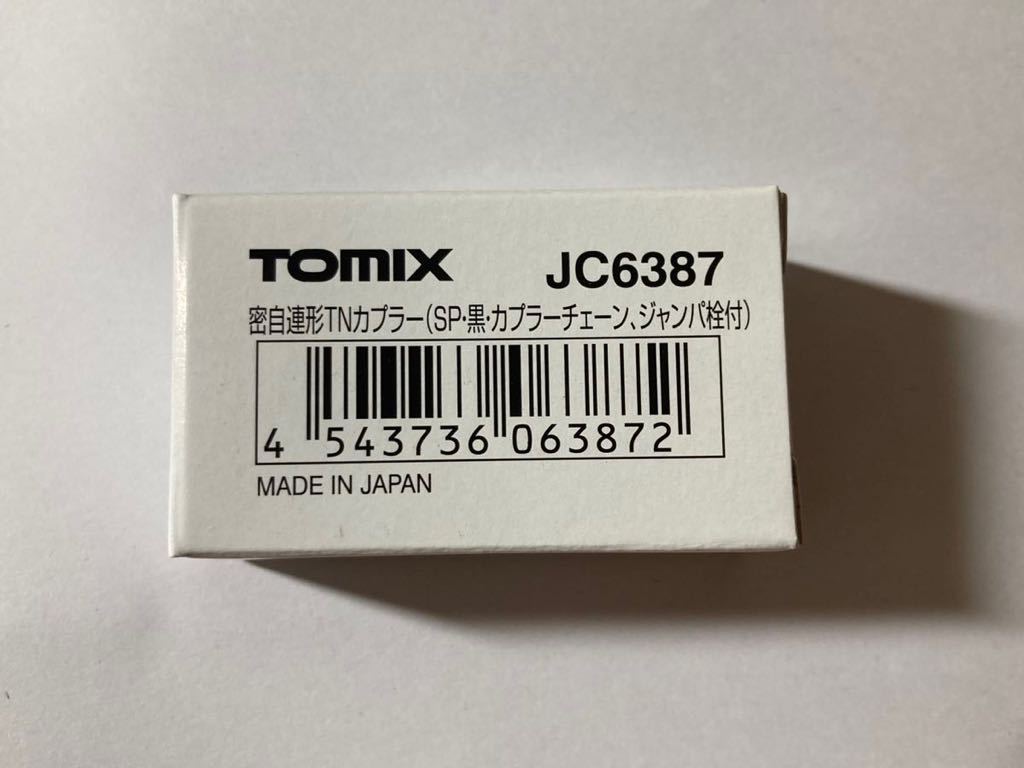 TOMIX JC6387
密自連形TNカプラー(SP・黒・カプラーチェーン、ジャンパ栓付)
4 543736 063872
MADE IN JAPAN